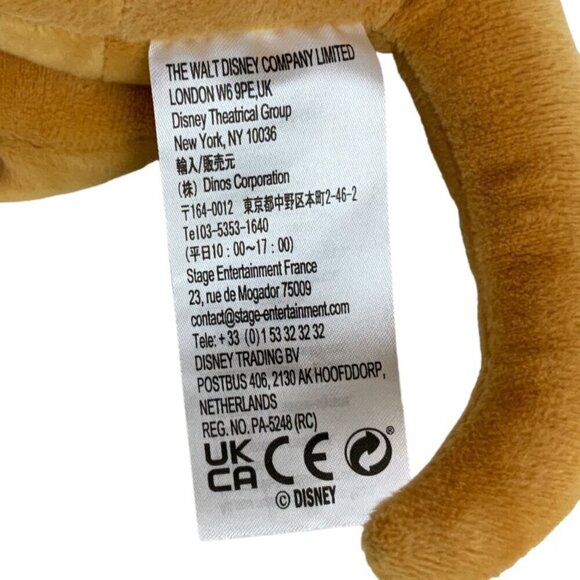 THE WALT DISNEY COMPANY LIMITED
LONDON W6 9PE,UK
Disney Theatrical Group
New York, NY 10036
輸入/販売元
(株) Dinos Corporation
〒164-0012 東京都中野区本町2-46-2
Tel03-5353-1640
(平日10:00~17:00)
Stage Entertainment France
23, rue de Mogador 75009
contact@stage-entertainment.com
Tele: +33 (0)1 53 32 32 32
DISNEY TRADING BV
POSTBUS 406, 2130 AK HOOFDDORP,
NETHERLANDS
REG. NO. PA-5248 (RC)
UK
CA CE
© DISNEY